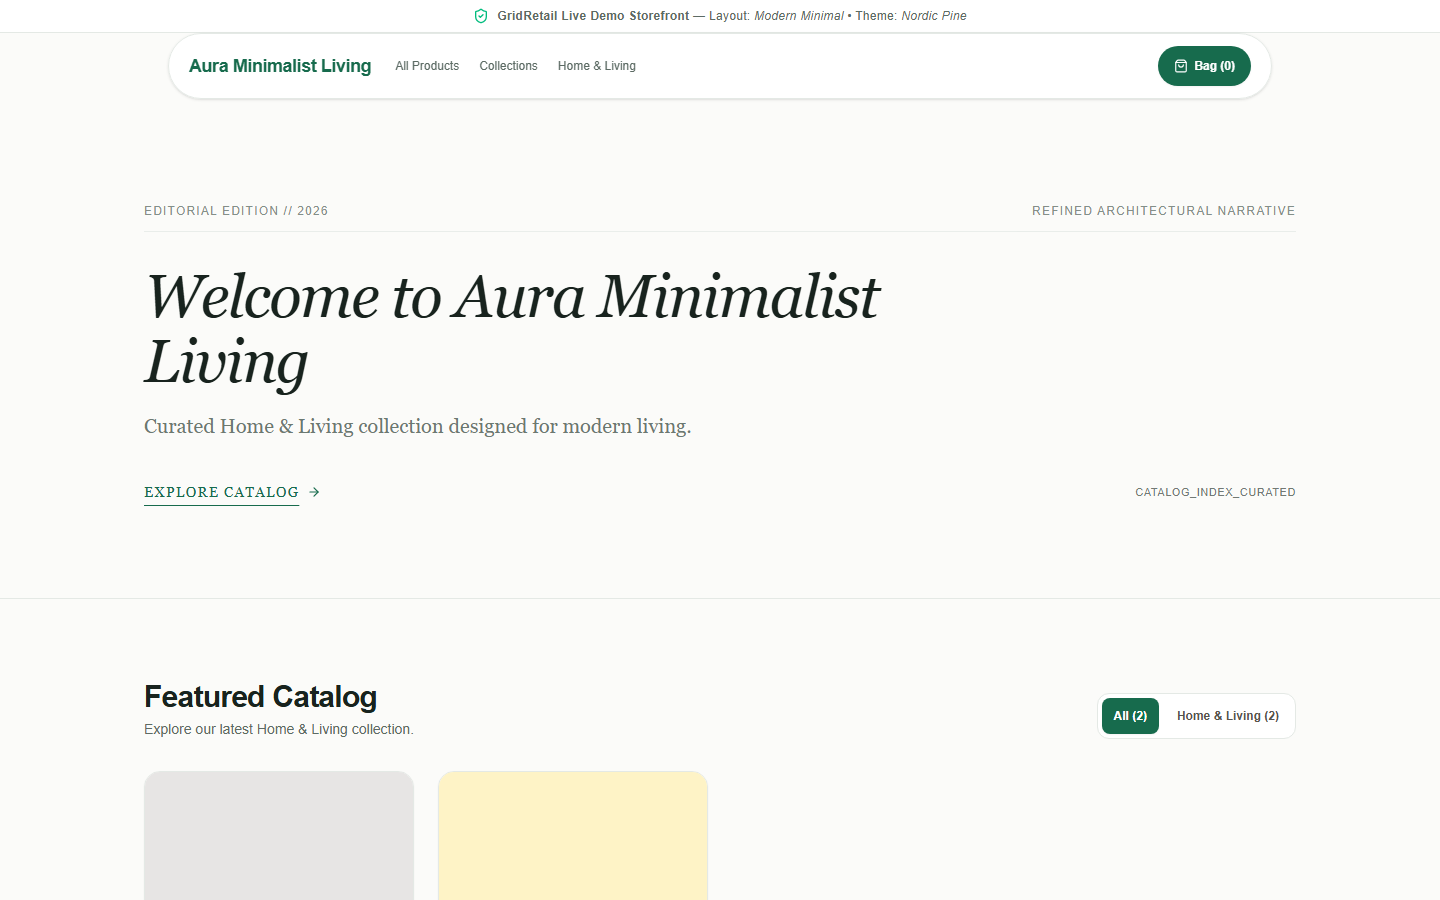 GridRetail Live Demo Storefront — Layout: Modern Minimal • Theme: Nordic Pine
Aura Minimalist Living
All Products
Collections
Home & Living
Bag (0)
EDITORIAL EDITION // 2026
REFINED ARCHITECTURAL NARRATIVE
Welcome to Aura Minimalist
Living
Curated Home & Living collection designed for modern living.
EXPLORE CATALOG →
CATALOG_INDEX_CURATED
Featured Catalog
Explore our latest Home & Living collection.
All (2)
Home & Living (2)